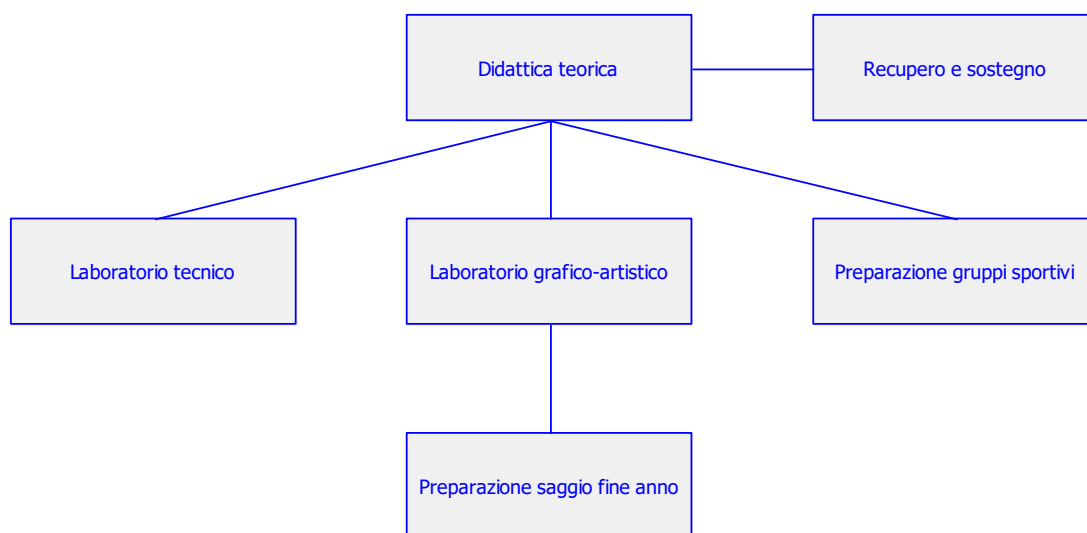 Didattica teorica
Recupero e sostegno
Laboratorio tecnico
Laboratorio grafico-artistico
Preparazione gruppi sportivi
Preparazione saggio fine anno